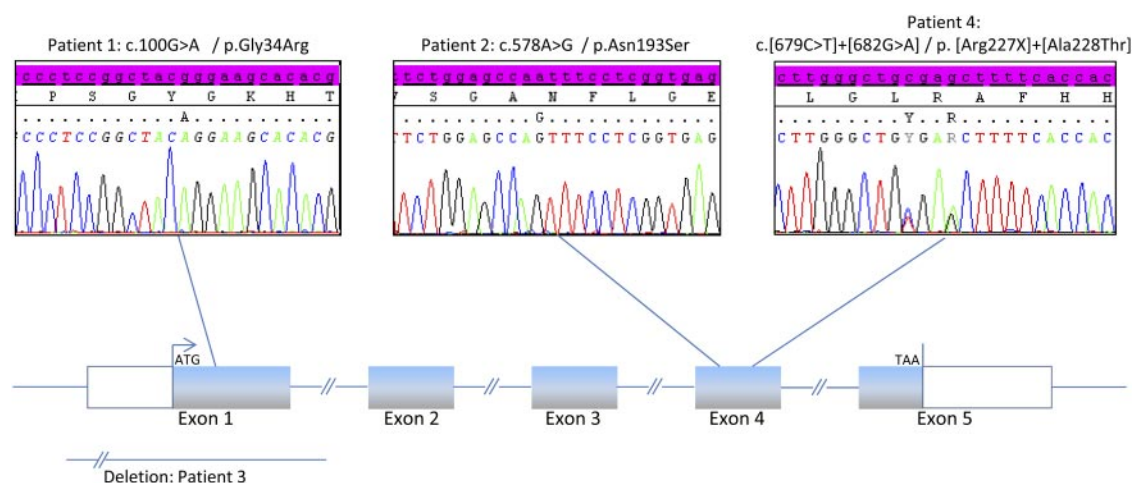 Patient 4:
Patient 1: c.100G>A / p.Gly34Arg
Patient 2: c.578A>G / p.Asn193Ser
c.[679C>T]+[682G>A] / p. [Arg227X]+[Ala228Thr]
ccctccggctacgggaagcacacg
P S G Y G K H T
A
CCCTCCGGCTACAGGAAGCACACG
ttctggagccaatttcctcggtgag
S G A N F L G E
G
TTCTGGAGCCAGTTTCCTCGGTGAG
cttgggctgcgagcttttcaccac
L G L R A F H H
Y R
CTTGGGCTGYGARCTTTTCACCAC
ATG
TAA
Exon 1
Exon 2
Exon 3
Exon 4
Exon 5
Deletion: Patient 3